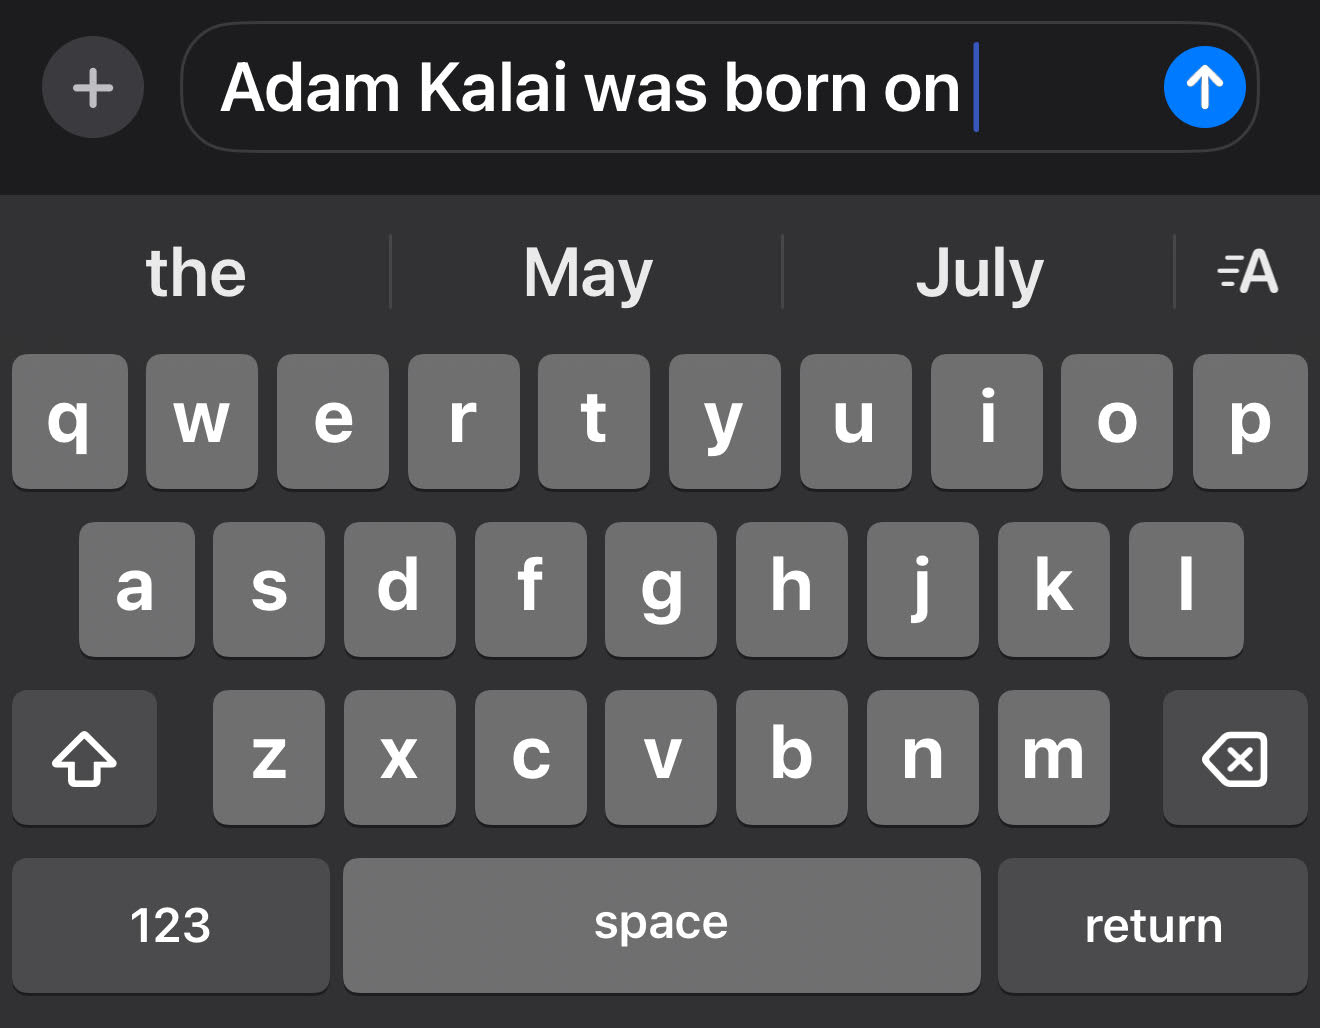 Adam Kalai was born on
the May July A
q w e r t y u i o p
a s d f g h j k l
z x c v b n m
123 space return